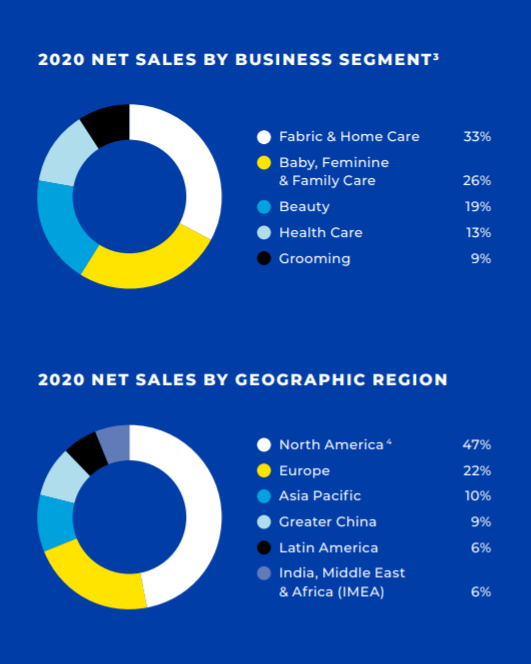 2020 NET SALES BY BUSINESS SEGMENT³
Fabric & Home Care 33%
Baby, Feminine
& Family Care 26%
Beauty 19%
Health Care 13%
Grooming 9%
2020 NET SALES BY GEOGRAPHIC REGION
North America⁴ 47%
Europe 22%
Asia Pacific 10%
Greater China 9%
Latin America 6%
India, Middle East
& Africa (IMEA) 6%